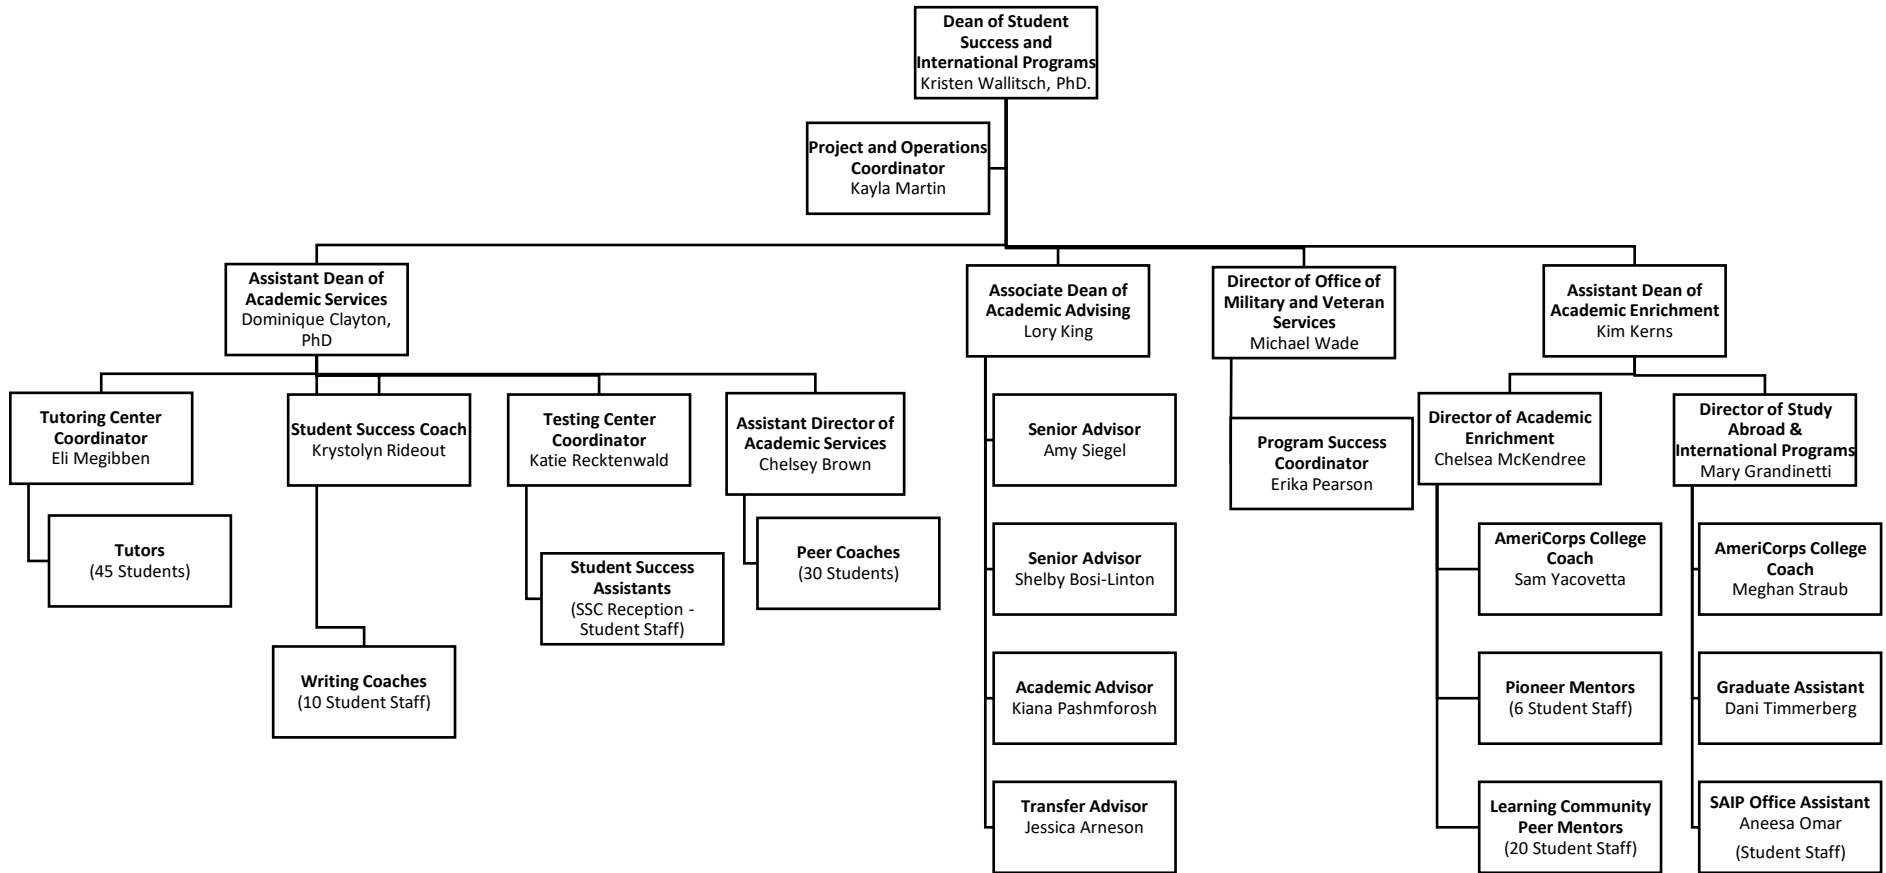 Dean of Student
Success and
International Programs
Kristen Wallitsch, PhD.
Project and Operations
Coordinator
Kayla Martin
Assistant Dean of
Academic Services
Dominique Clayton,
PhD
Associate Dean of
Academic Advising
Lory King
Director of Office of
Military and Veteran
Services
Michael Wade
Assistant Dean of
Academic Enrichment
Kim Kerns
Tutoring Center
Coordinator
Eli Megibben
Student Success Coach
Krystolyn Rideout
Testing Center
Coordinator
Katie Recktenwald
Assistant Director of
Academic Services
Chelsey Brown
Senior Advisor
Amy Siegel
Program Success
Coordinator
Erika Pearson
Director of Academic
Enrichment
Chelsea McKendree
Director of Study
Abroad &
International Programs
Mary Grandinetti
Tutors
(45 Students)
Student Success
Assistants
(SSC Reception -
Student Staff)
Peer Coaches
(30 Students)
Senior Advisor
Shelby Bosi-Linton
AmeriCorps College
Coach
Sam Yacovetta
AmeriCorps College
Coach
Meghan Straub
Writing Coaches
(10 Student Staff)
Academic Advisor
Kiana Pashmforosh
Pioneer Mentors
(6 Student Staff)
Graduate Assistant
Dani Timmerberg
Transfer Advisor
Jessica Arneson
Learning Community
Peer Mentors
(20 Student Staff)
SAIP Office Assistant
Aneesa Omar
(Student Staff)